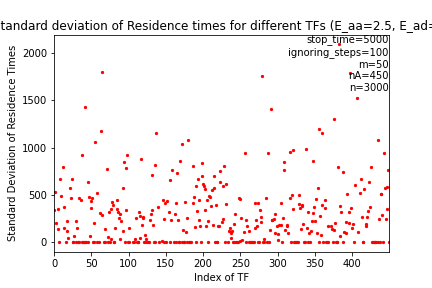 tandard deviation of Residence times for different TFs (E_aa=2.5, E_ad=
stop_time=5000
ignoring_steps=100
m=50
nA=450
n=3000
Standard Deviation of Residence Times
2000
1500
1000
500
0
0 50 100 150 200 250 300 350 400
Index of TF